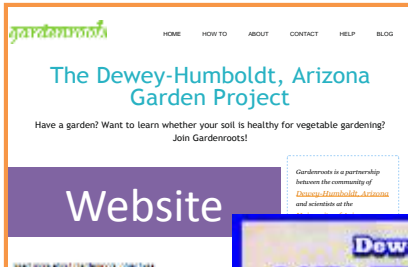 gardenroots
HOME HOW TO ABOUT CONTACT HELP BLOG
The Dewey-Humboldt, Arizona
Garden Project
Have a garden? Want to learn whether your soil is healthy for vegetable gardening?
Join Gardenroots!
Gardenroots is a partnership
between the community of
Dewey-Humboldt, Arizona
and scientists at the
Website
Dew